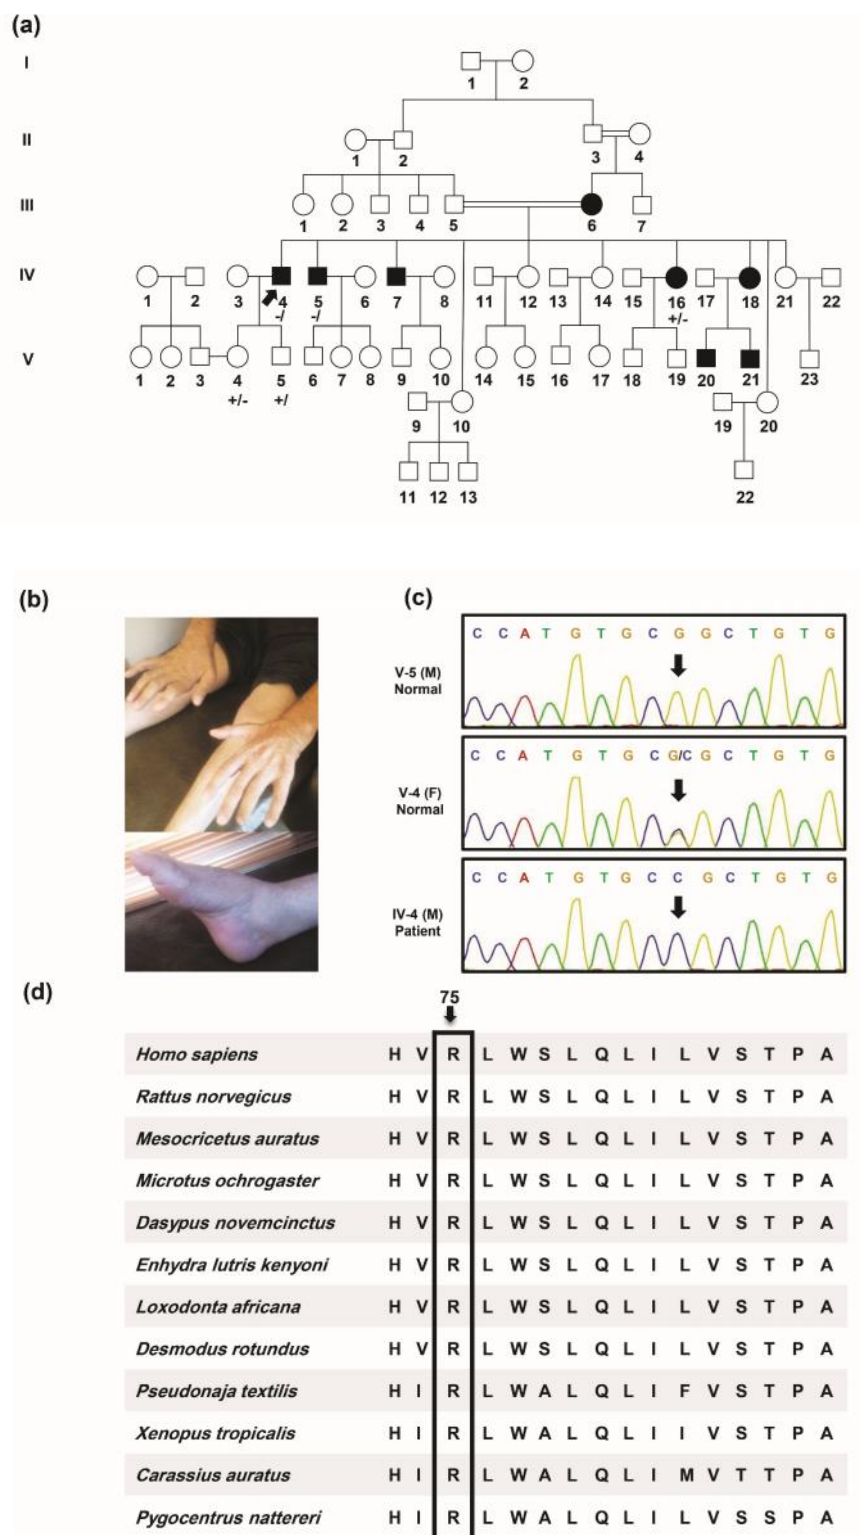 (a)
I
1 2
II
1 2 3 4
III
1 2 3 4 5 6 7
IV
1 2 3 4 5 6 7 8 11 12 13 14 15 16 17 18 21 22
-/ -/ +/-
V
1 2 3 4 5 6 7 8 9 10 14 15 16 17 18 19 20 21 23
+/- +/
9 10 19 20
11 12 13 22
(b)
(c)
C C A T G T G C G G C T G T G
V-5 (M)
Normal
C C A T G T G C G/C G C T G T G
V-4 (F)
Normal
C C A T G T G C C G C T G T G
IV-4 (M)
Patient
(d)
75
Homo sapiens H V R L W S L Q L I L V S T P A
Rattus norvegicus H V R L W S L Q L I L V S T P A
Mesocricetus auratus H V R L W S L Q L I L V S T P A
Microtus ochrogaster H V R L W S L Q L I L V S T P A
Dasypus novemcinctus H V R L W S L Q L I L V S T P A
Enhydra lutris kenyoni H V R L W S L Q L I L V S T P A
Loxodonta africana H V R L W S L Q L I L V S T P A
Desmodus rotundus H V R L W S L Q L I L V S T P A
Pseudonaja textilis H I R L W A L Q L I F V S T P A
Xenopus tropicalis H I R L W A L Q L I I V S T P A
Carassius auratus H I R L W A L Q L I M V T T P A
Pygocentrus nattereri H I R L W A L Q L I L V S S P A